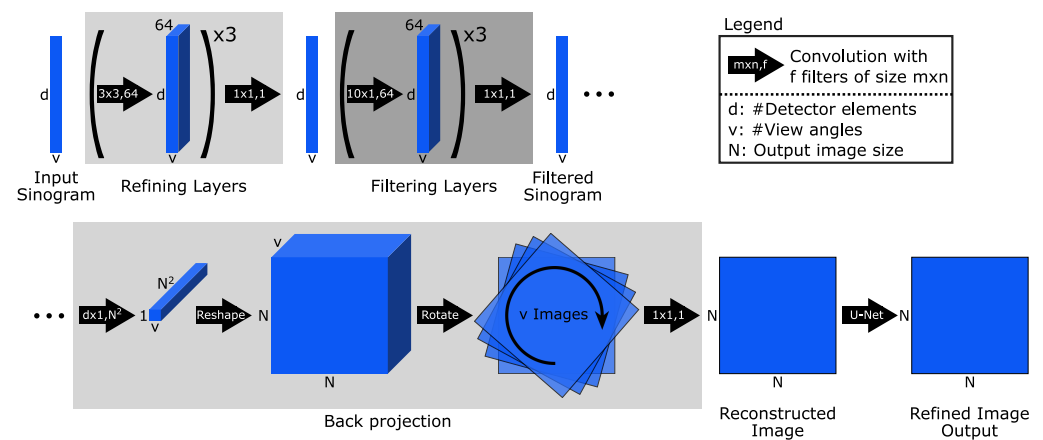 64
x3
3x3,64
d
v
1x1,1
d
v
Input
Sinogram
d
v
Refining Layers
64
x3
10x1,64
d
v
1x1,1
d
v
Filtering Layers
Filtered
Sinogram
Legend
mxn,f
Convolution with
f filters of size mxn
d: #Detector elements
v: #View angles
N: Output image size
dx1,N²
N²
1
v
Reshape
v
N
N
Rotate
v Images
1x1,1
Back projection
N
N
Reconstructed
Image
U-Net
N
N
Refined Image
Output